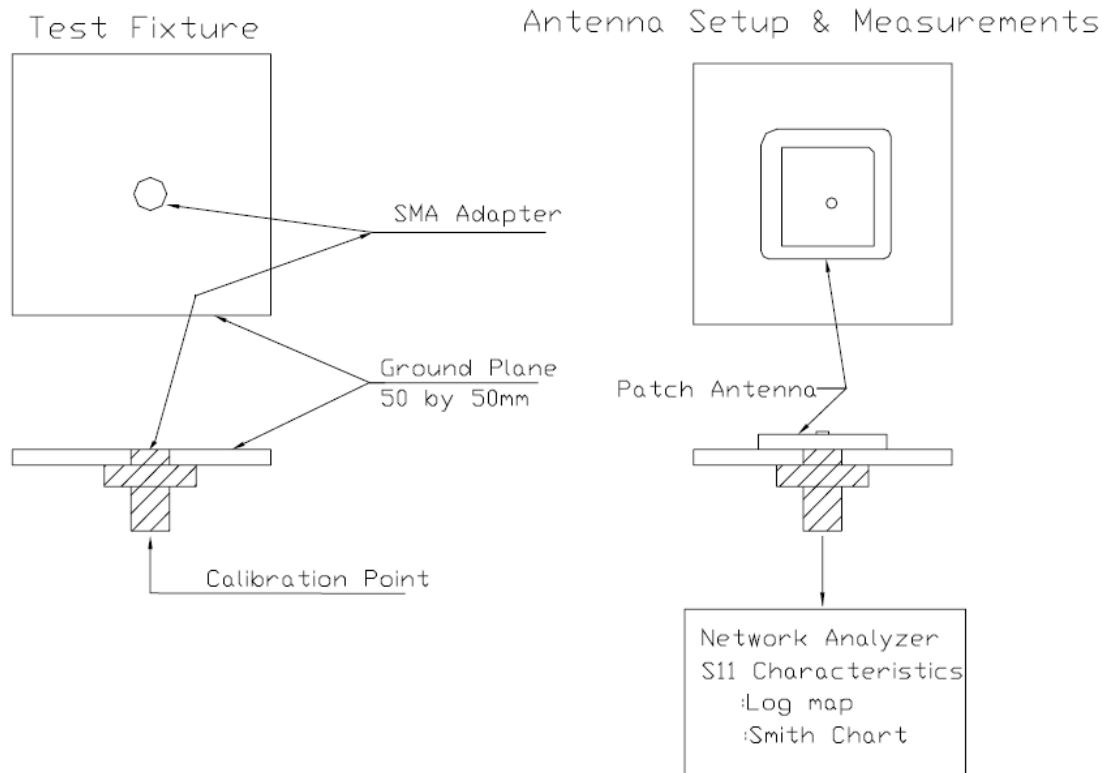 Test Fixture
Antenna Setup & Measurements
SMA Adapter
Ground Plane
50 by 50mm
Patch Antenna
Calibration Point
Network Analyzer
S11 Characteristics
:Log map
:Smith Chart